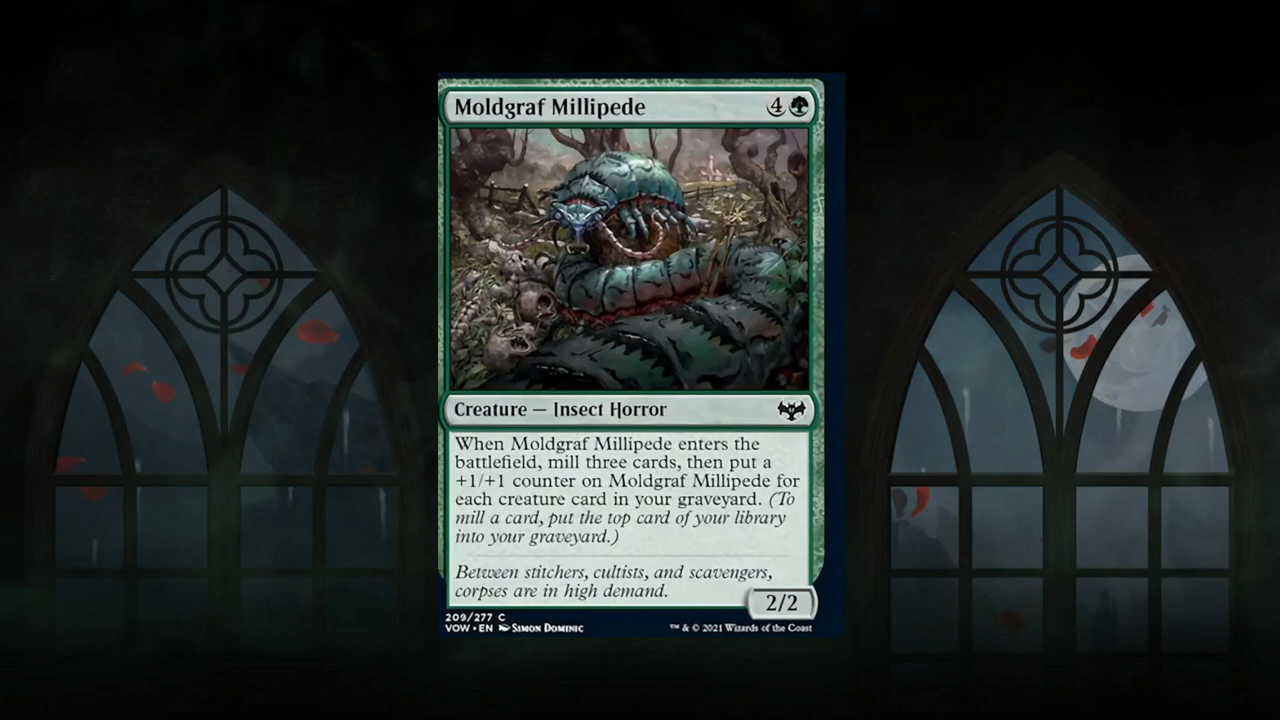 Moldgraf Millipede 4
Creature — Insect Horror
When Moldgraf Millipede enters the
battlefield, mill three cards, then put a
+1/+1 counter on Moldgraf Millipede for
each creature card in your graveyard. (To
mill a card, put the top card of your library
into your graveyard.)
Between stitchers, cultists, and scavengers,
corpses are in high demand.
2/2
209/277 C
VOW • EN Simon Dominic
™ & © 2021 Wizards of the Coast